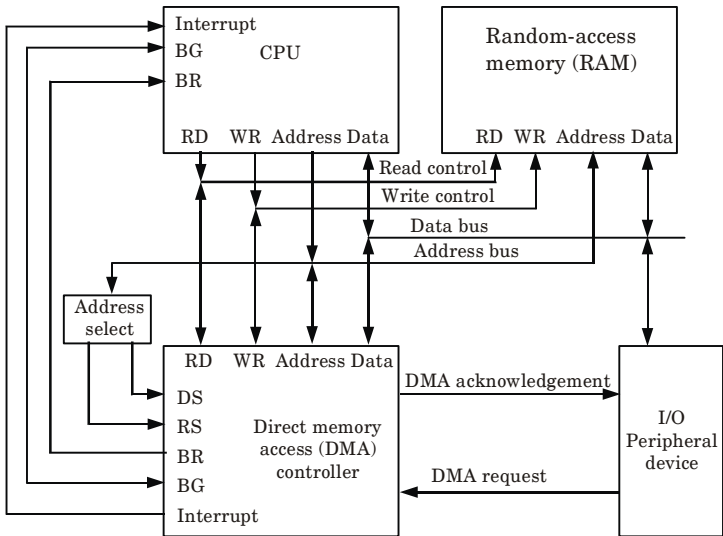 Interrupt
BG
CPU
BR
RD WR Address Data
Random-access
memory (RAM)
RD WR Address Data
Read control
Write control
Data bus
Address bus
Address
select
RD WR Address Data
DS
RS
BR
BG
Interrupt
Direct memory
access (DMA)
controller
DMA acknowledgement
DMA request
I/O
Peripheral
device